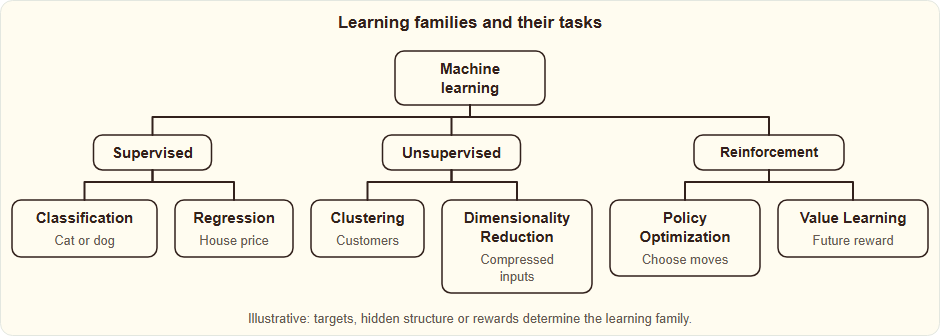 Learning families and their tasks
Machine
learning
Supervised
Unsupervised
Reinforcement
Classification
Cat or dog
Regression
House price
Clustering
Customers
Dimensionality
Reduction
Compressed
inputs
Policy
Optimization
Choose moves
Value Learning
Future reward
Illustrative: targets, hidden structure or rewards determine the learning family.